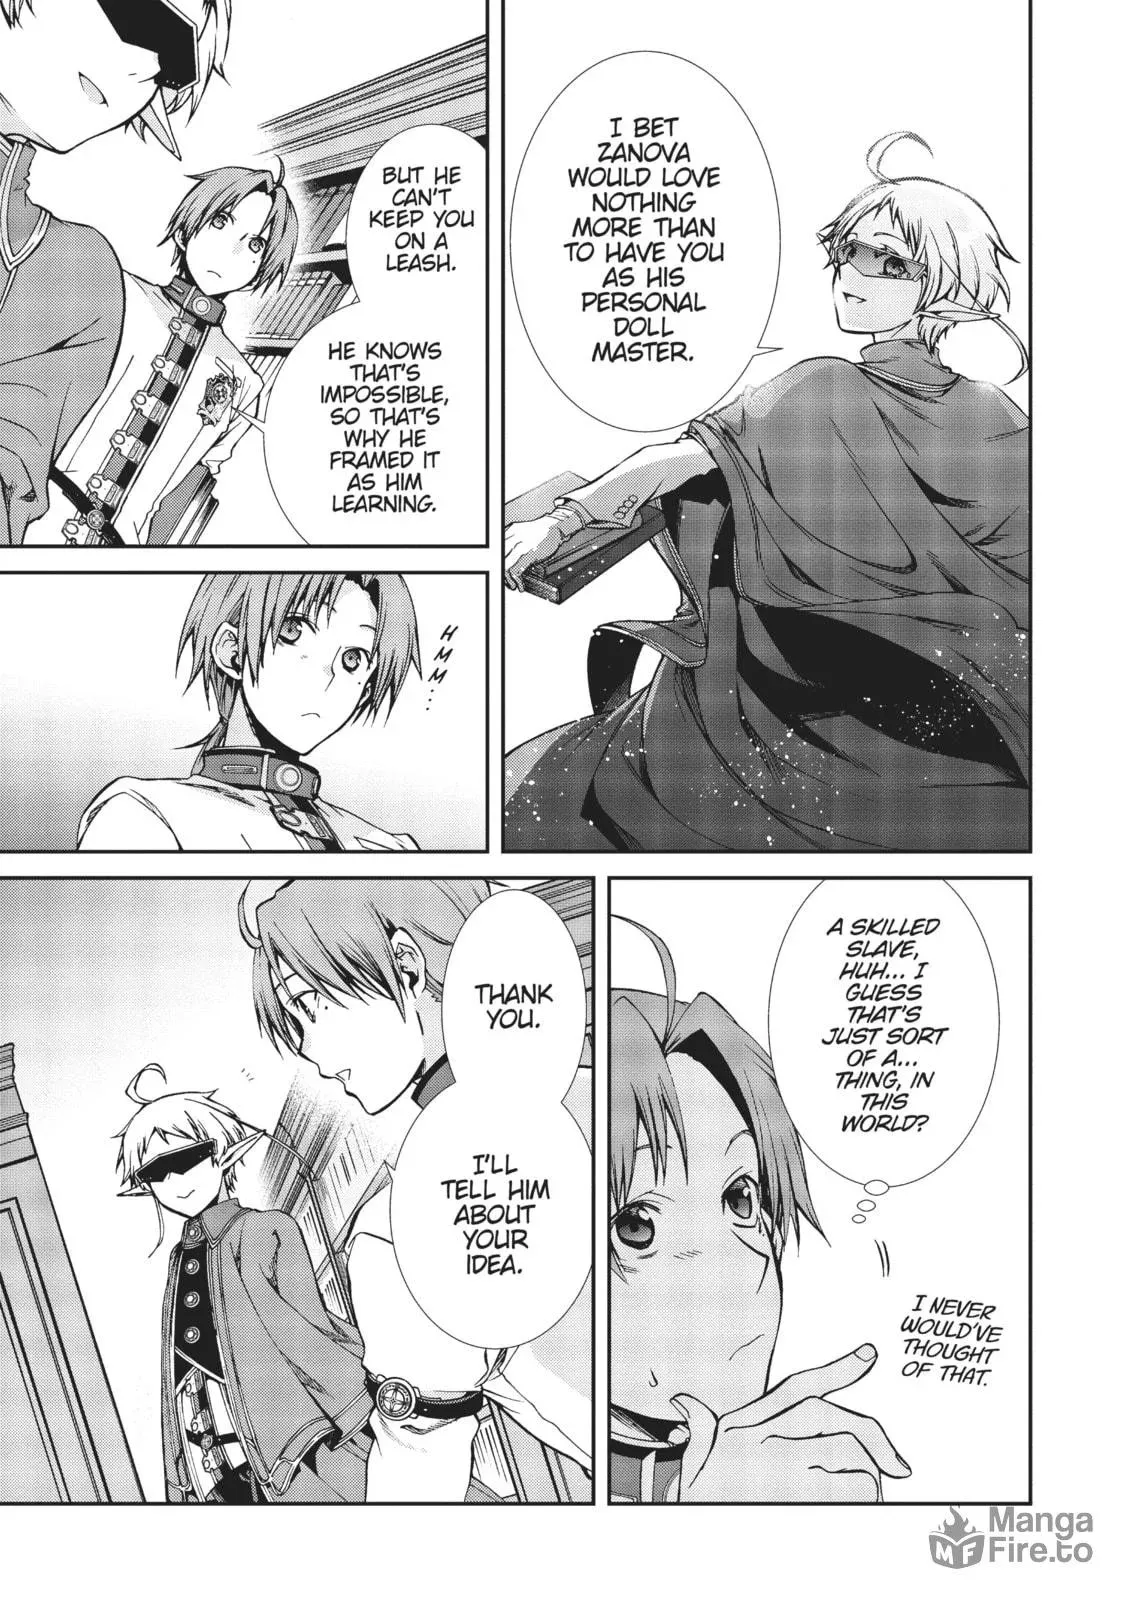 I BET
ZANOVA
WOULD LOVE
NOTHING
MORE THAN
TO HAVE YOU
AS HIS
PERSONAL
DOLL
MASTER.
BUT HE
CAN'T
KEEP YOU
ON A
LEASH.
HE KNOWS
THAT'S
IMPOSSIBLE,
SO THAT'S
WHY HE
FRAMED IT
AS HIM
LEARNING.
HMM...
A SKILLED
SLAVE,
HUH... I
GUESS
THAT'S
JUST SORT
OF A...
THING, IN
THIS
WORLD?
I NEVER
WOULD'VE
THOUGHT
OF THAT.
THANK
YOU.
I'LL
TELL HIM
ABOUT
YOUR
IDEA.
MF
Manga
Fire.to